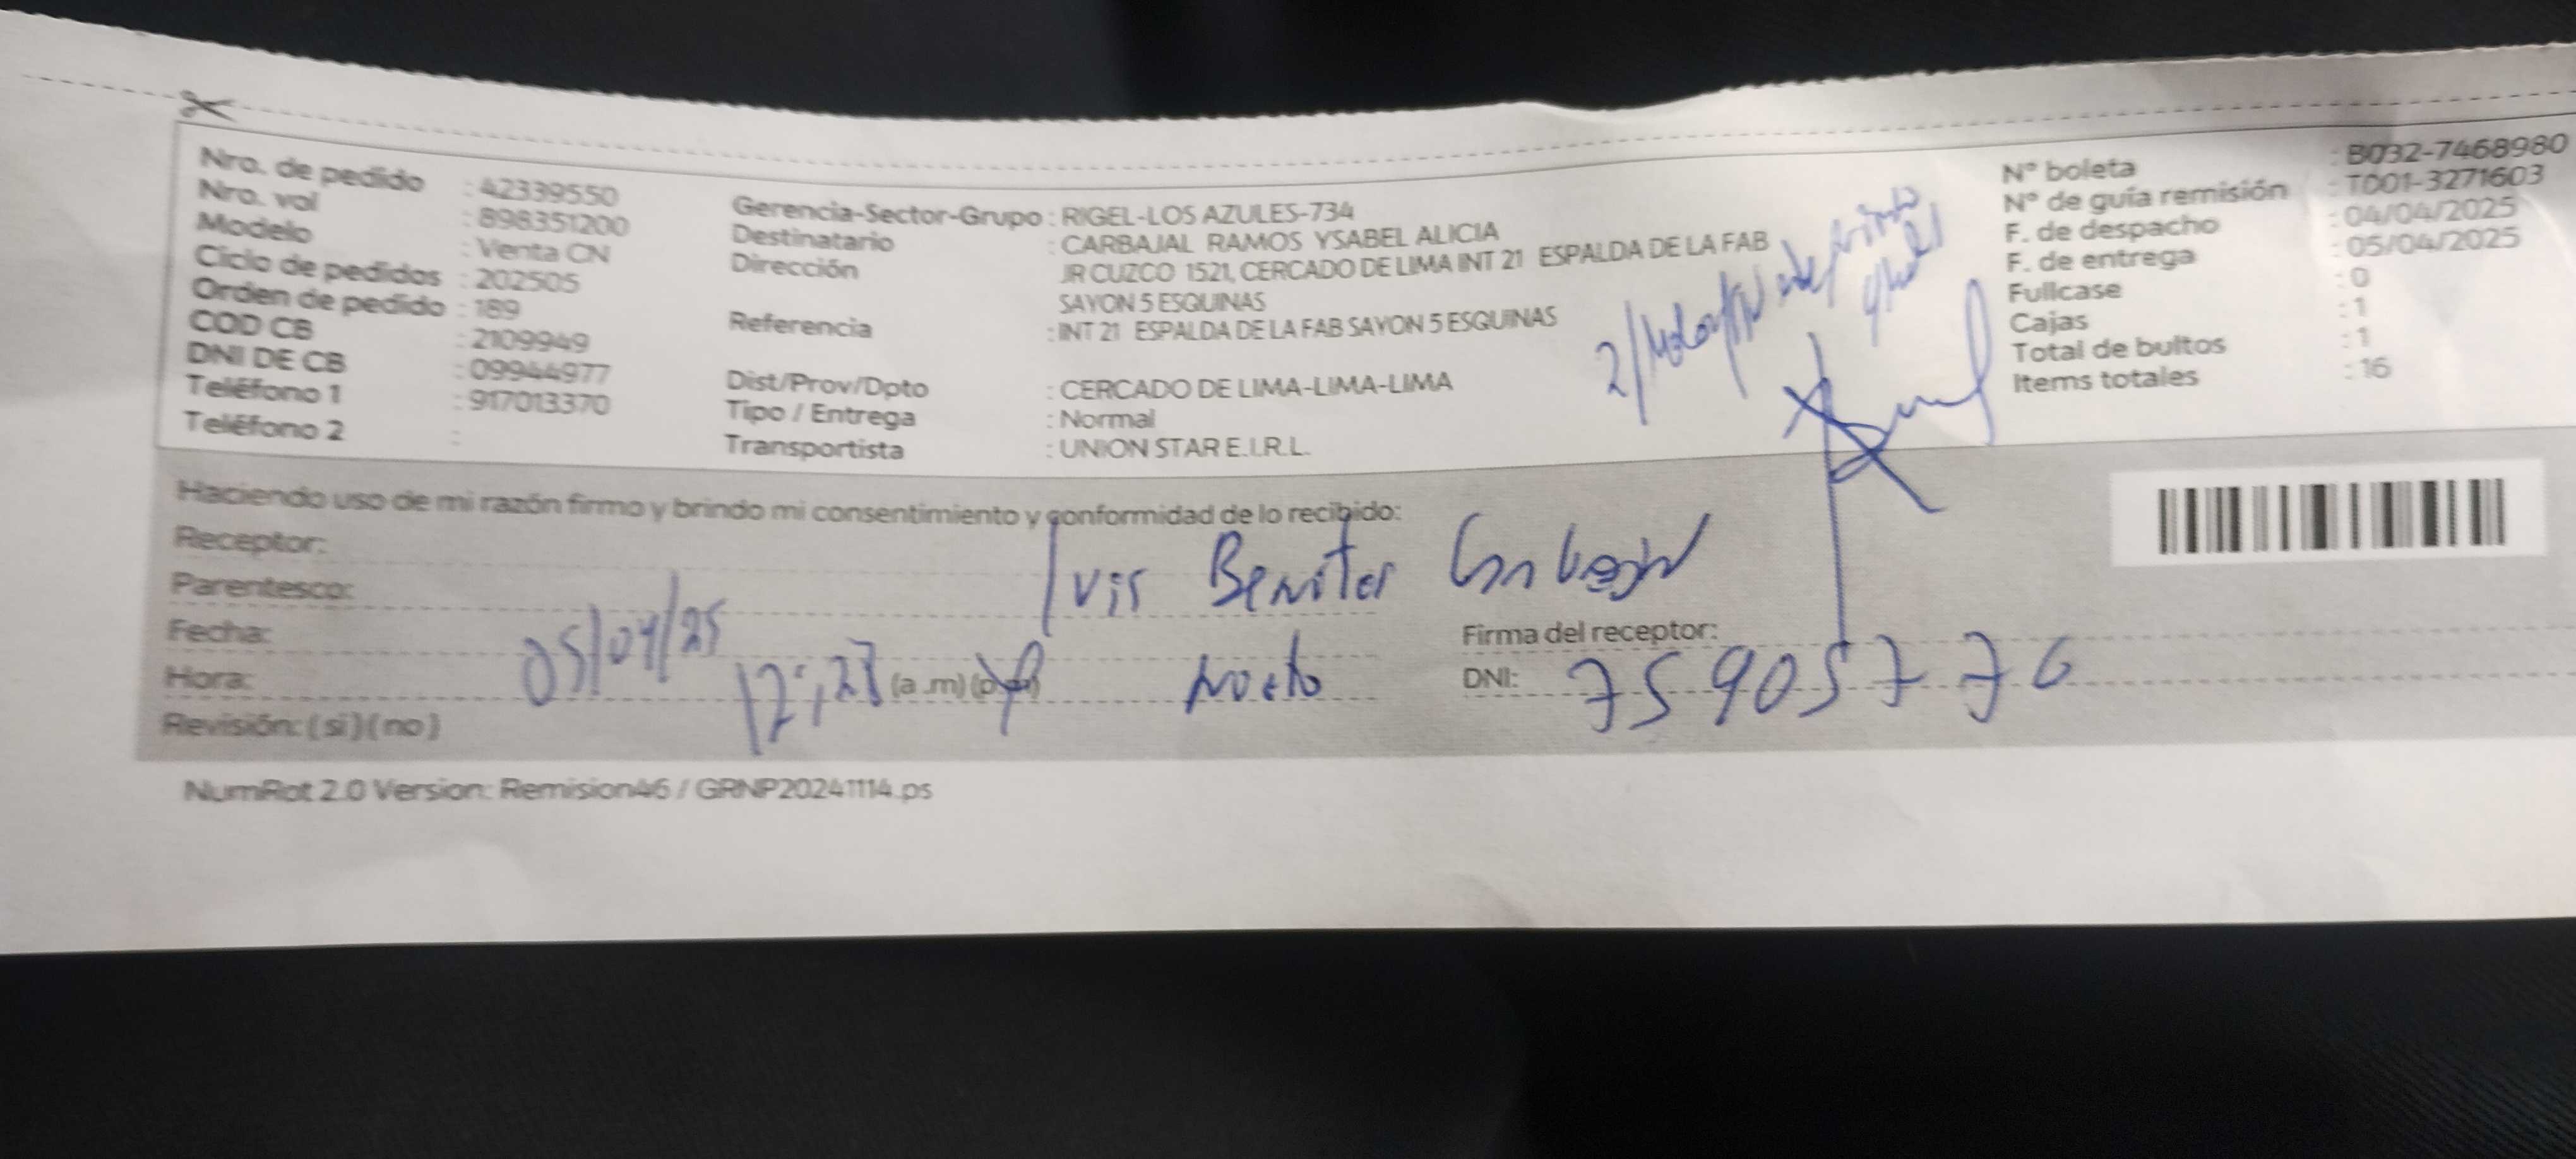 Nro. de pedido : 42339550
Nro. vol : 898351200
Modelo : Venta CN
Ciclo de pedidos : 202505
Orden de pedido : 189
COD CB : 2109949
DNI DE CB : 09944977
Teléfono 1 : 917013370
Teléfono 2 :
Gerencia-Sector-Grupo : RIGEL-LOS AZULES-734
Destinatario : CARBAJAL RAMOS YSABEL ALICIA
Dirección JR CUZCO 1521, CERCADO DE LIMA INT 21 ESPALDA DE LA FAB
SAYON 5 ESQUINAS
Referencia : INT 21 ESPALDA DE LA FAB SAYON 5 ESQUINAS
Dist/Prov/Dpto : CERCADO DE LIMA-LIMA-LIMA
Tipo / Entrega : Normal
Transportista : UNION STAR E.I.R.L.
N° boleta : B032-7468980
N° de guía remisión : T001-3271603
F. de despacho : 04/04/2025
F. de entrega : 05/04/2025
Fullcase : 0
Cajas : 1
Total de bultos : 1
Items totales : 16
Haciendo uso de mi razón firmo y brindo mi consentimiento y conformidad de lo recibido:
Receptor:
Parentesco:
Fecha: 05/04/25
Hora: 12:27 (a .m)
Revisión: (si) (no)
Benites
Firma del receptor:
DNI: 75905776
NumRot 2.0 Version: Remision46 / GRNP20241114.ps